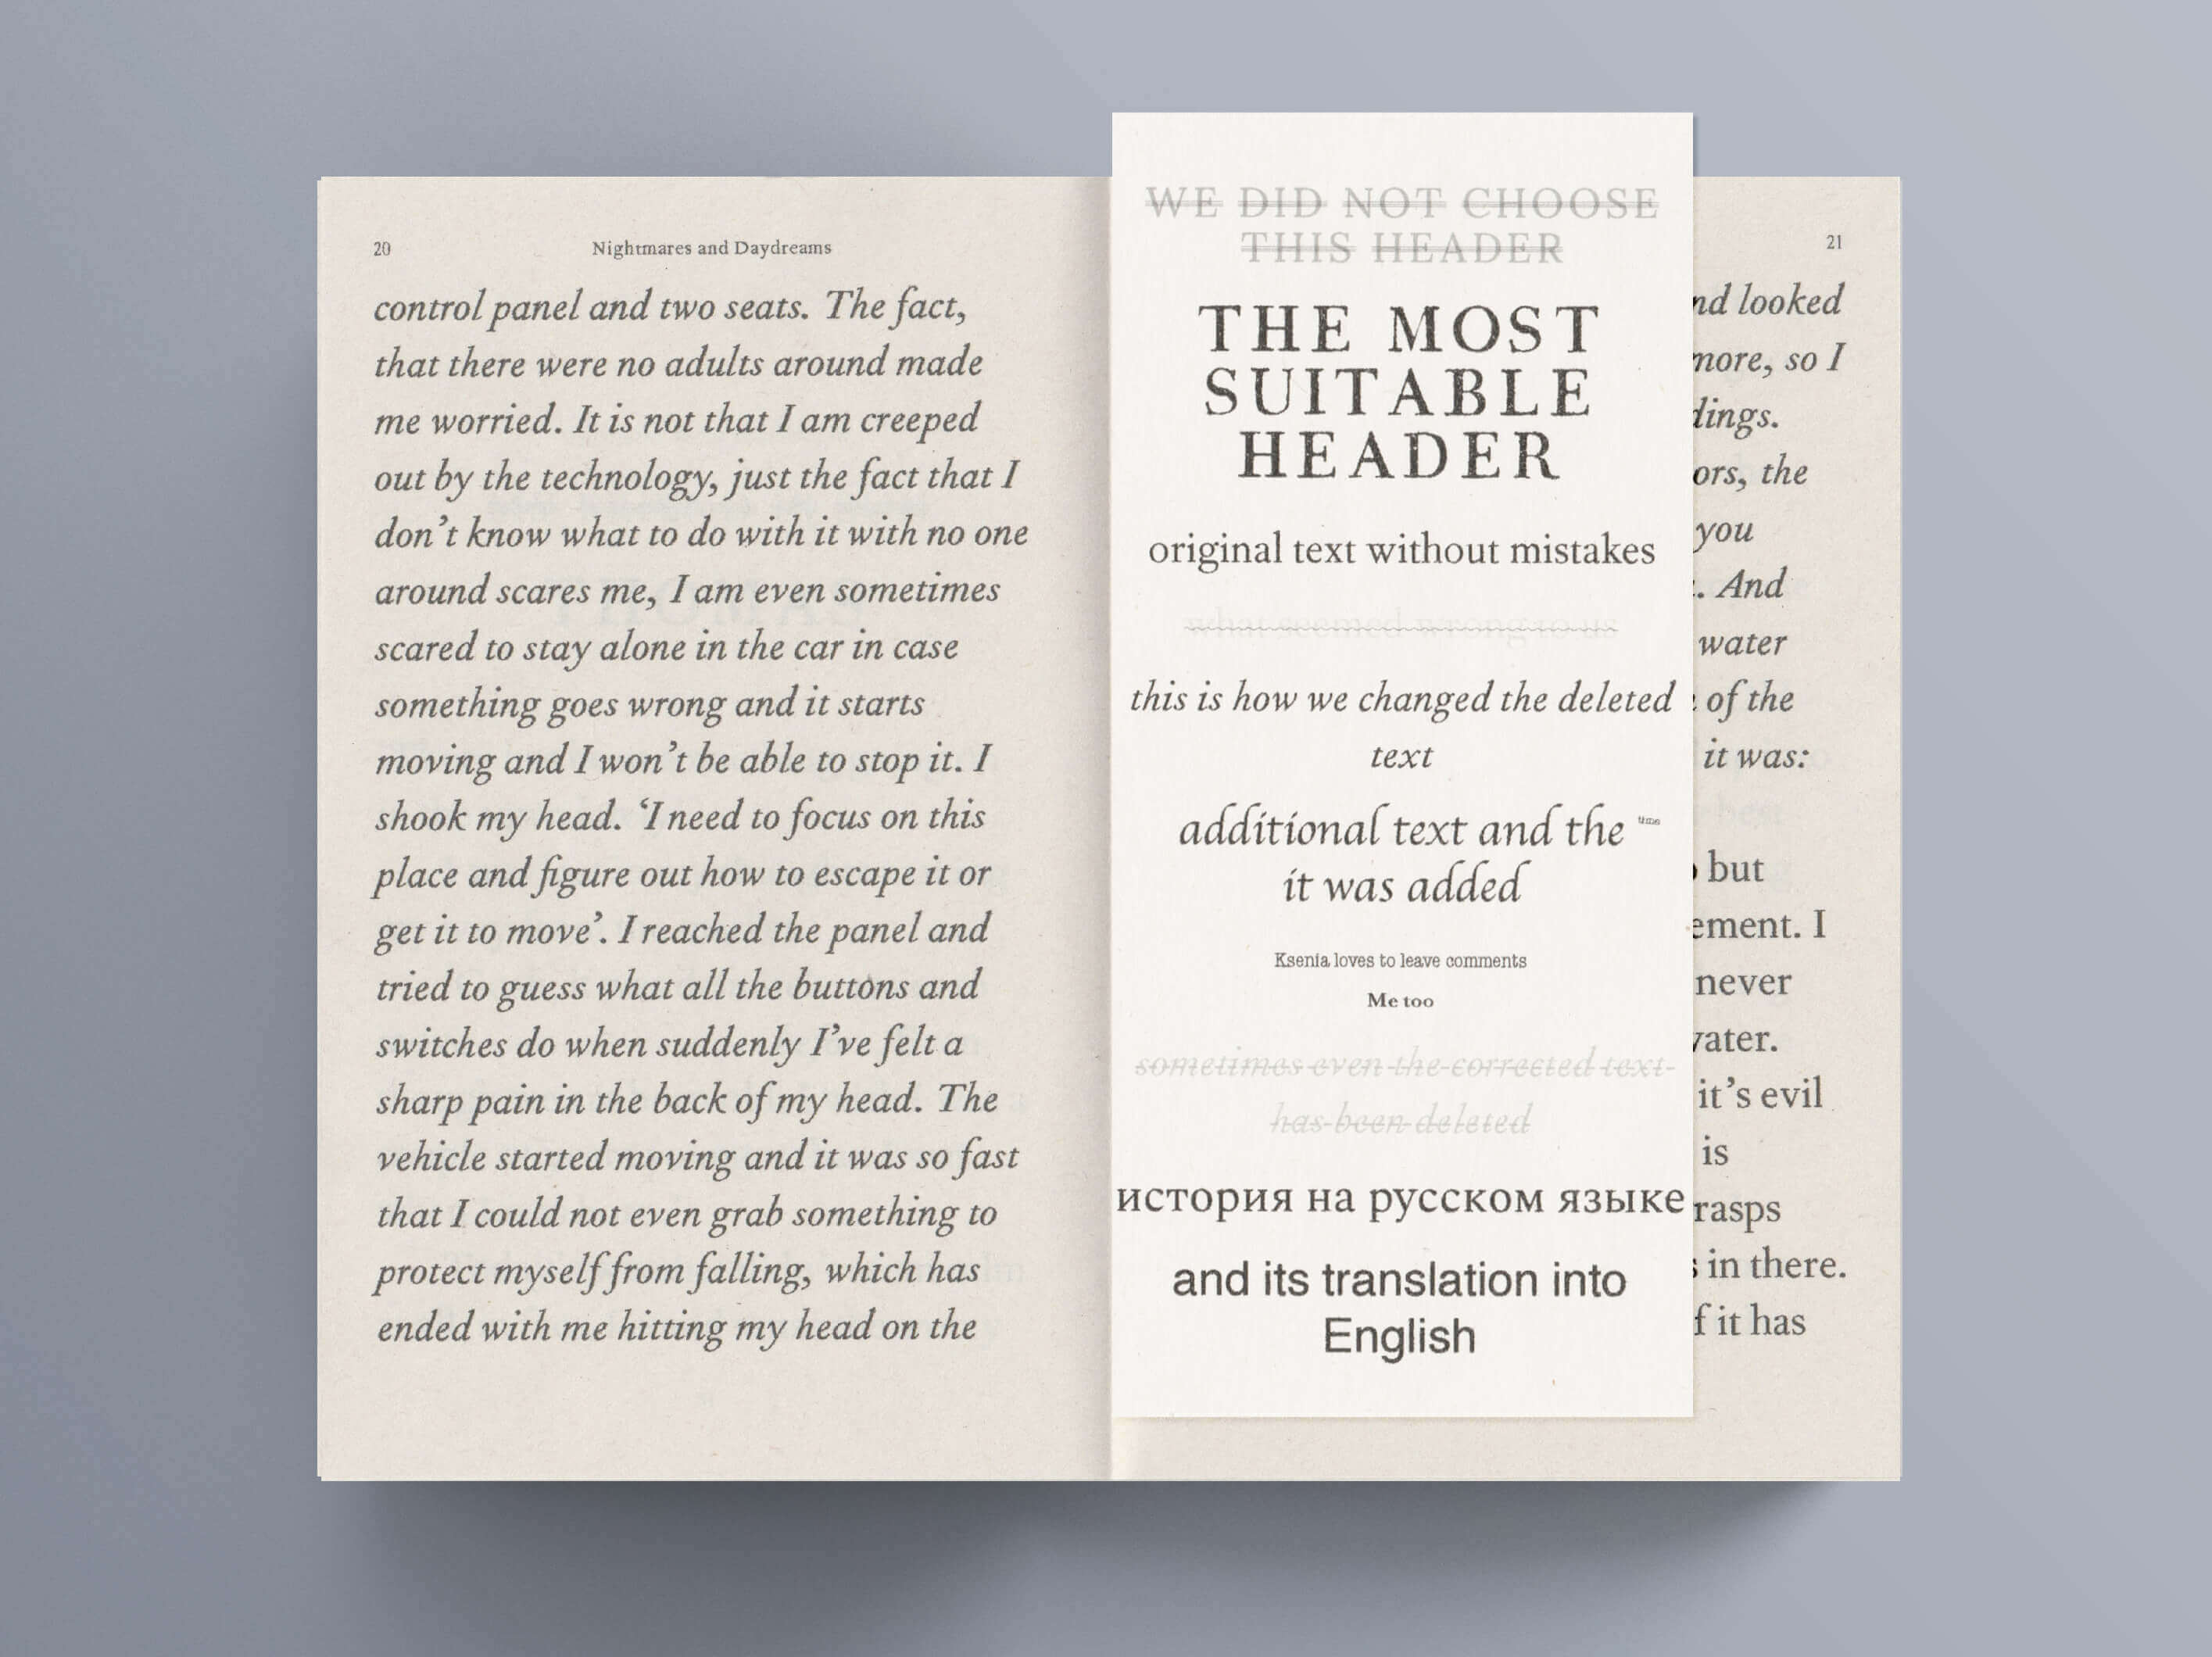 20
Nightmares and Daydreams
control panel and two seats. The fact,
that there were no adults around made
me worried. It is not that I am creeped
out by the technology, just the fact that I
don’t know what to do with it with no one
around scares me, I am even sometimes
scared to stay alone in the car in case
something goes wrong and it starts
moving and I won’t be able to stop it. I
shook my head. ‘I need to focus on this
place and figure out how to escape it or
get it to move’. I reached the panel and
tried to guess what all the buttons and
switches do when suddenly I’ve felt a
sharp pain in the back of my head. The
vehicle started moving and it was so fast
that I could not even grab something to
protect myself from falling, which has
ended with me hitting my head on the
WE DID NOT CHOOSE
THIS HEADER
THE MOST
SUITABLE
HEADER
original text without mistakes
what seemed wrong to us
this is how we changed the deleted
text
additional text and the time
it was added
Ksenia loves to leave comments
Me too
sometimes even the corrected text
has been deleted
история на русском языке
and its translation into
English
21
looked
more, so I
the
you
And
water
of the
it was:
but
I
never
it’s evil
is
in there.
it has